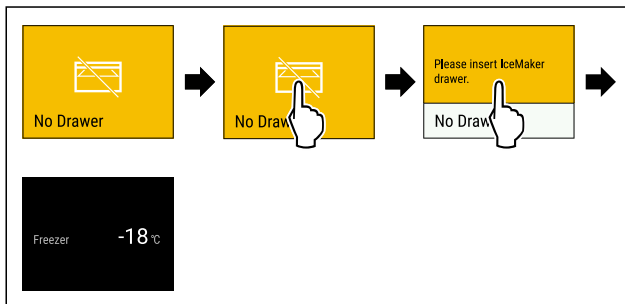 No Drawer
No Draw
Please insert IceMaker
drawer.
No Draw
Freezer -18 °C